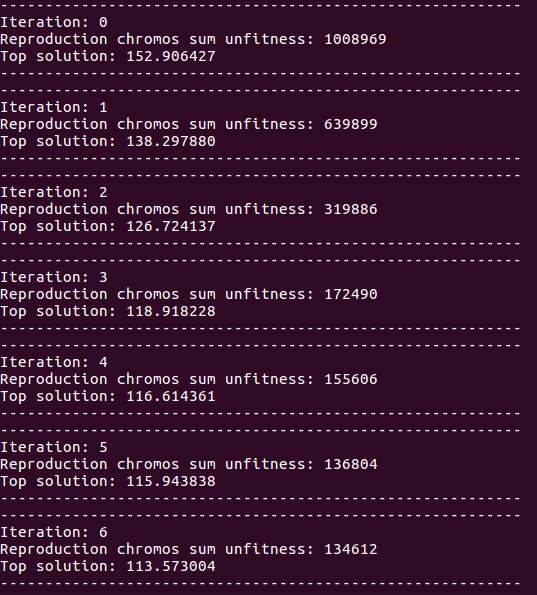 ----------------------------------------------------------
Iteration: 0
Reproduction chromos sum unfitness: 1008969
Top solution: 152.906427
----------------------------------------------------------
----------------------------------------------------------
Iteration: 1
Reproduction chromos sum unfitness: 639899
Top solution: 138.297880
----------------------------------------------------------
----------------------------------------------------------
Iteration: 2
Reproduction chromos sum unfitness: 319886
Top solution: 126.724137
----------------------------------------------------------
----------------------------------------------------------
Iteration: 3
Reproduction chromos sum unfitness: 172490
Top solution: 118.918228
----------------------------------------------------------
----------------------------------------------------------
Iteration: 4
Reproduction chromos sum unfitness: 155606
Top solution: 116.614361
----------------------------------------------------------
----------------------------------------------------------
Iteration: 5
Reproduction chromos sum unfitness: 136804
Top solution: 115.943838
----------------------------------------------------------
----------------------------------------------------------
Iteration: 6
Reproduction chromos sum unfitness: 134612
Top solution: 113.573004
----------------------------------------------------------